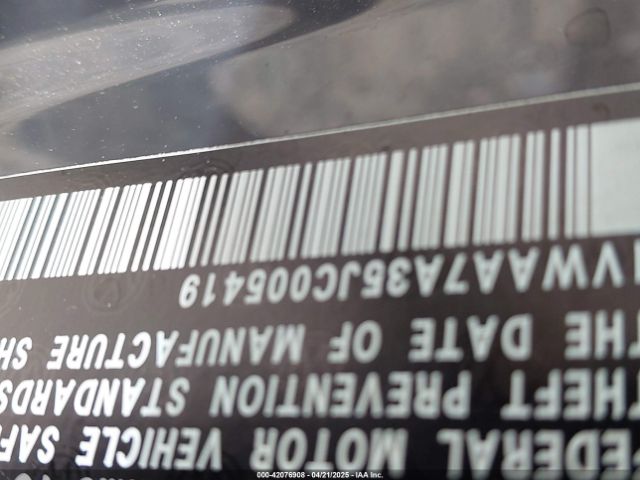 FEDERAL MOTOR VEHICLE SAF
THEFT PREVENTION STANDARDS
THE DATE OF MANUFACTURE SH
VWAA7A35JC005419
000-42076908 - 04/21/2025 - IAA Inc.